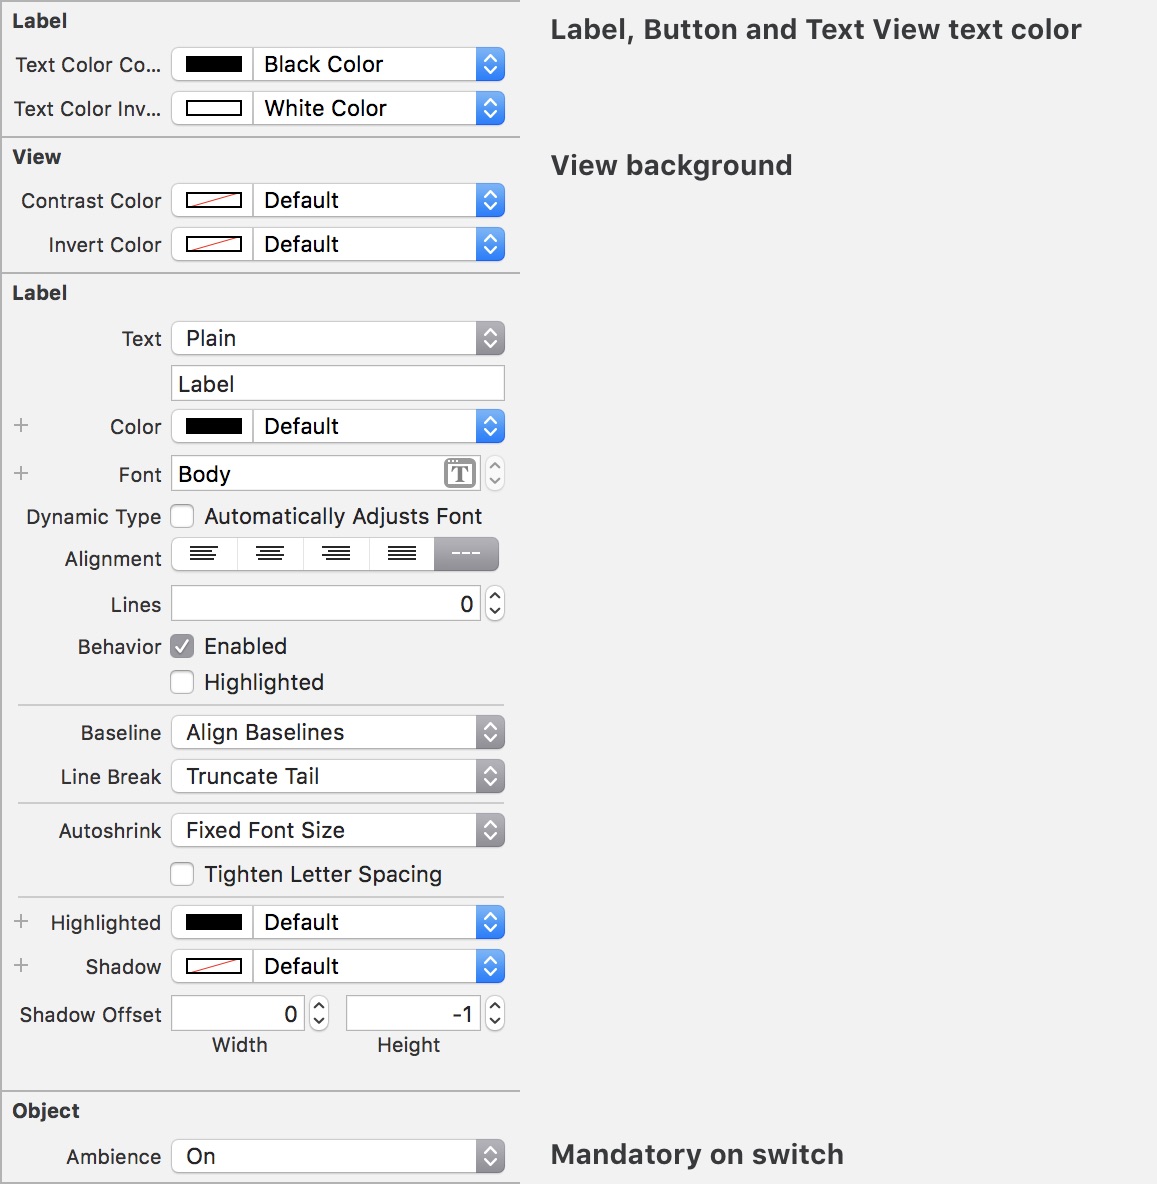 Label
Label, Button and Text View text color
Text Color Co...
Black Color
Text Color Inv...
White Color
View
View background
Contrast Color
Default
Invert Color
Default
Label
Text
Plain
Label
+ Color
Default
+ Font
Body
T
Dynamic Type
Automatically Adjusts Font
Alignment
Lines
0
Behavior
Enabled
Highlighted
Baseline
Align Baselines
Line Break
Truncate Tail
Autoshrink
Fixed Font Size
Tighten Letter Spacing
+ Highlighted
Default
+ Shadow
Default
Shadow Offset
0
-1
Width
Height
Object
Ambience
On
Mandatory on switch